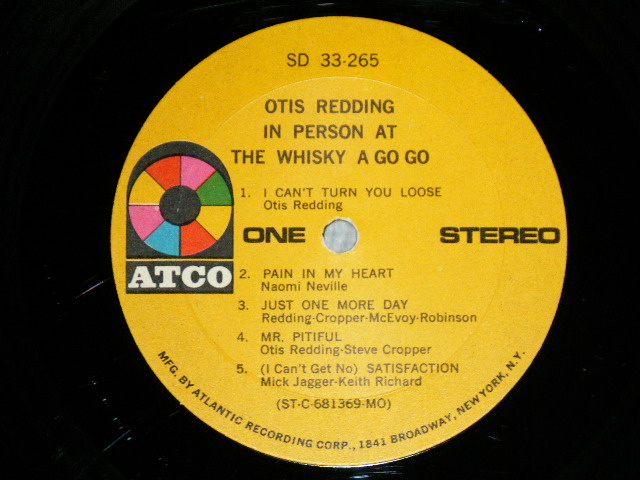 SD 33-265
OTIS REDDING
IN PERSON AT
THE WHISKY A GO GO
1. I CAN'T TURN YOU LOOSE
Otis Redding
ONE STEREO
ATCO
2. PAIN IN MY HEART
Naomi Neville
3. JUST ONE MORE DAY
Redding-Cropper-McEvoy-Robinson
4. MR. PITIFUL
Otis Redding-Steve Cropper
5. (I Can't Get No) SATISFACTION
Mick Jagger-Keith Richard
(ST-C-681369-MO)
MFG. BY ATLANTIC RECORDING CORP., 1841 BROADWAY, NEW YORK, N.Y.